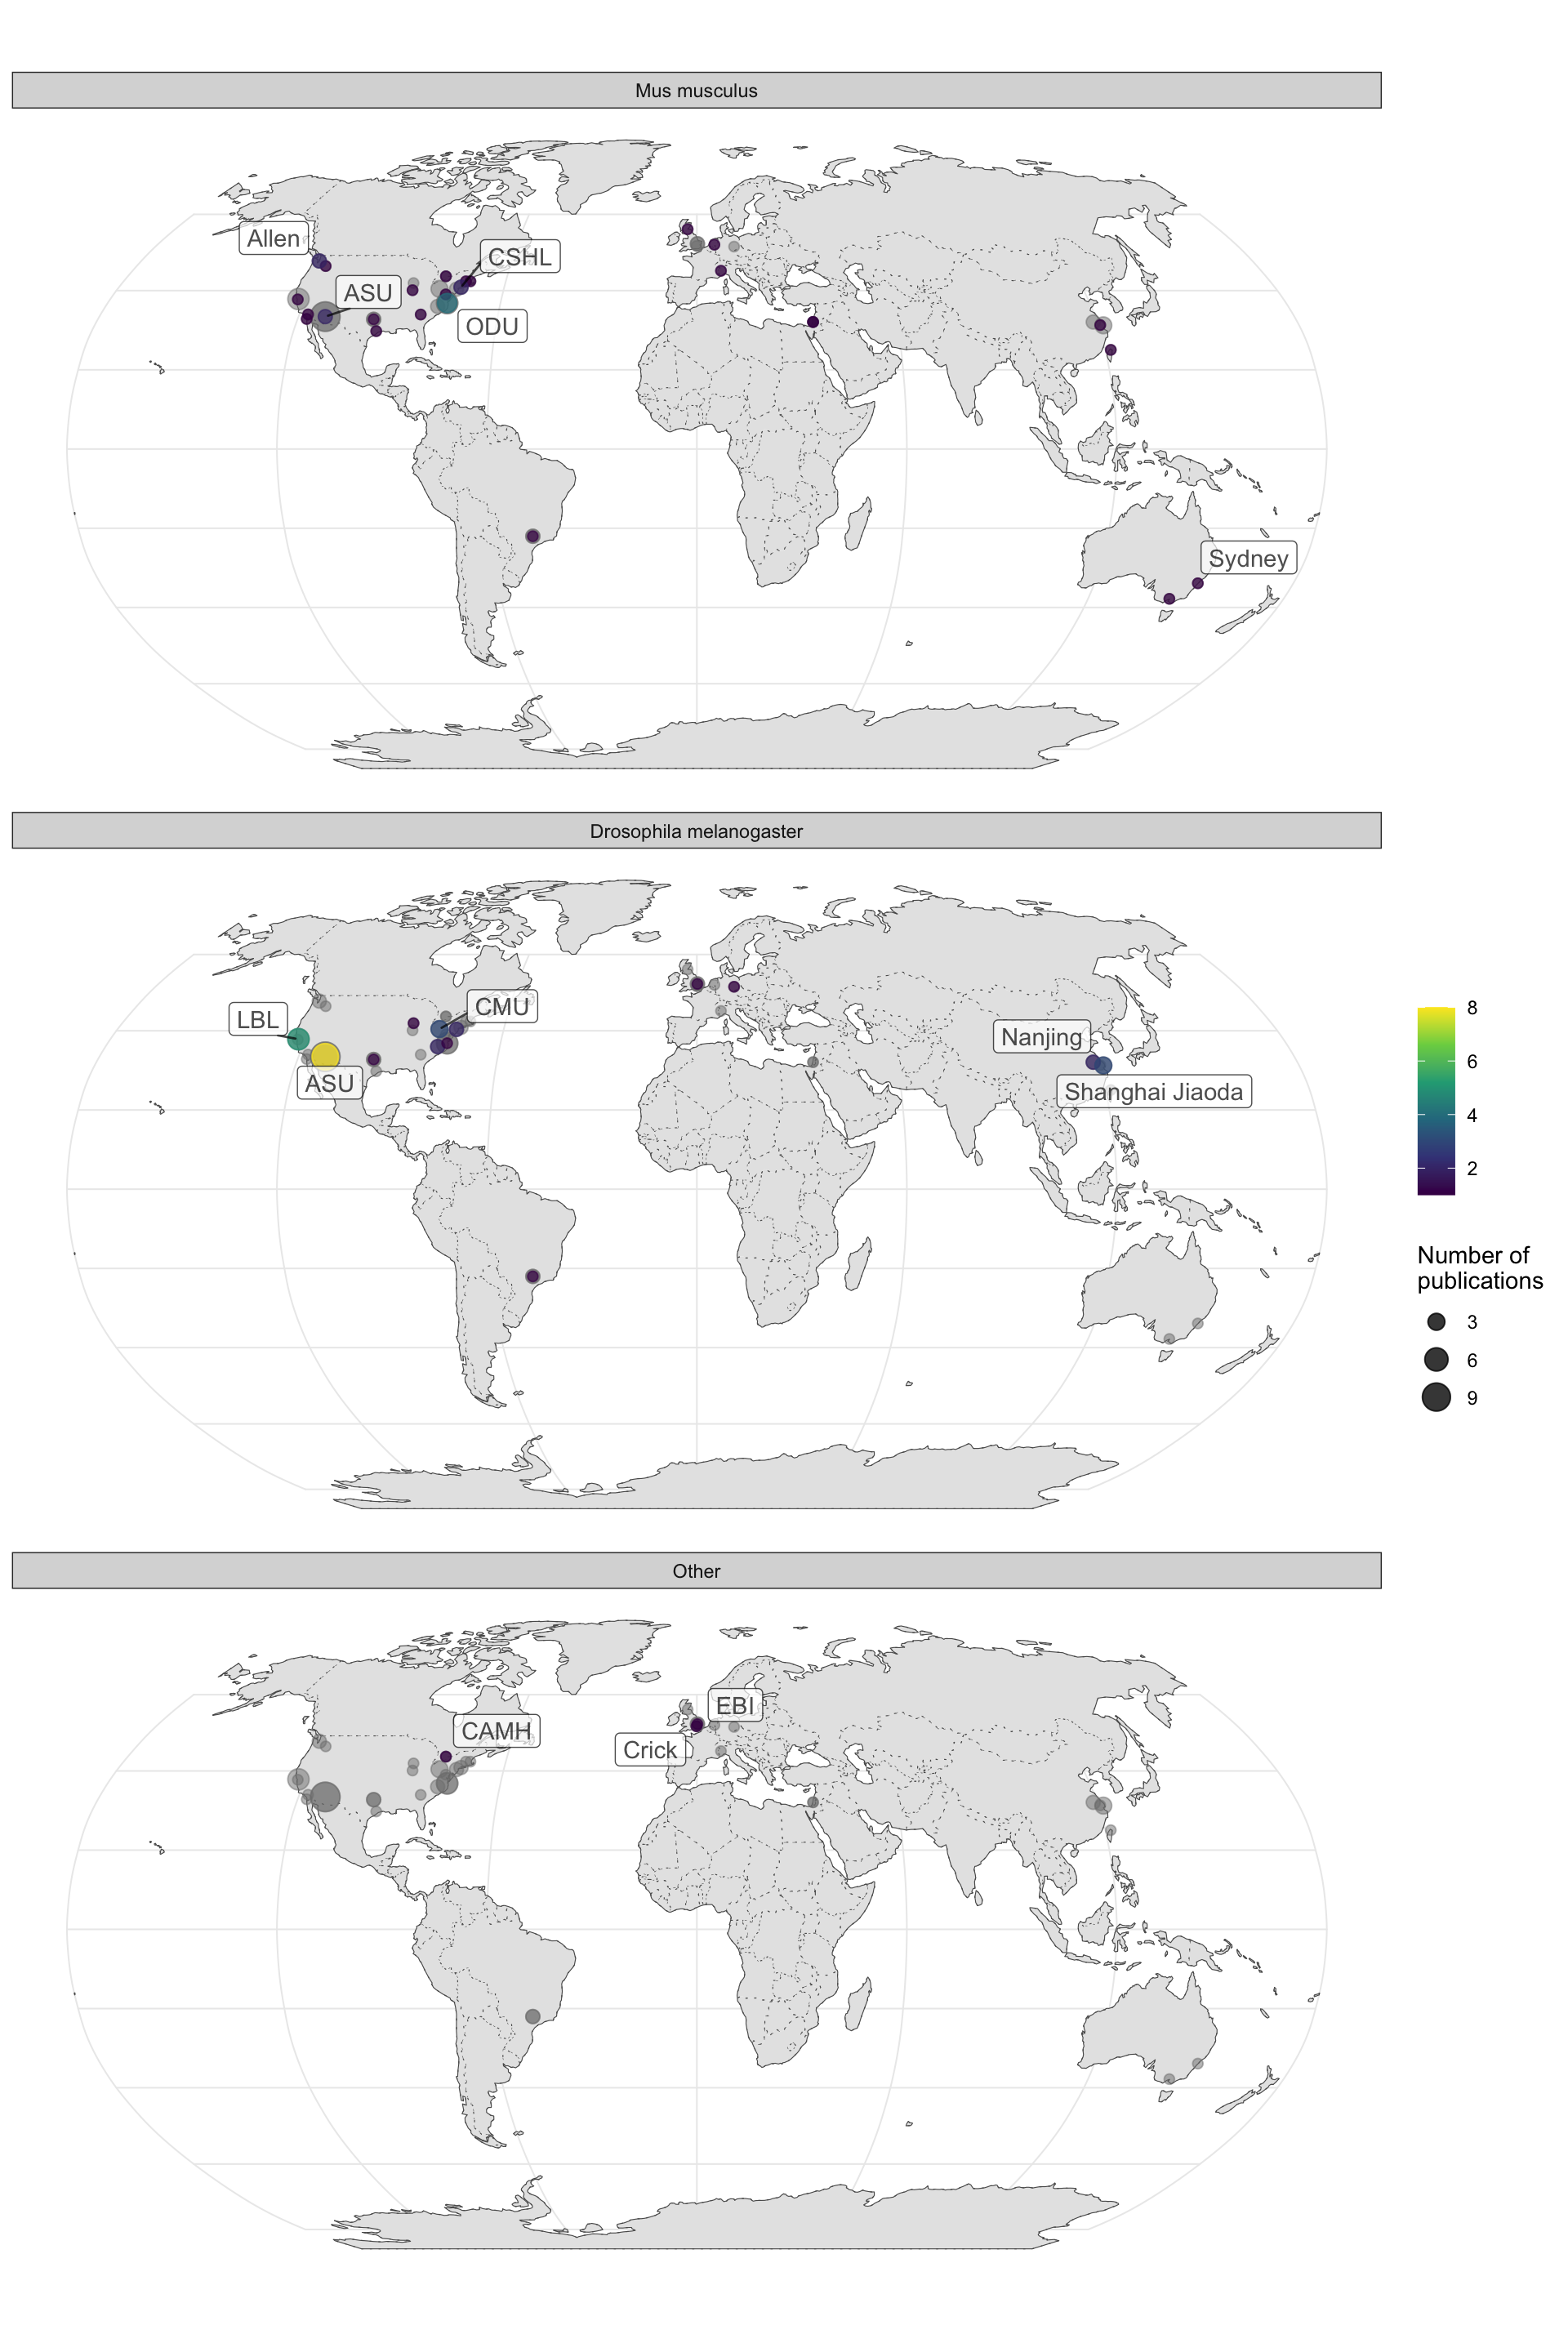 Mus musculus
Allen
CSHL
ASU
ODU
Sydney
Drosophila melanogaster
CMU
LBL
Nanjing
ASU
Shanghai Jiaoda
8
6
4
2
Number of
publications
3
6
9
Other
EBI
CAMH
Crick